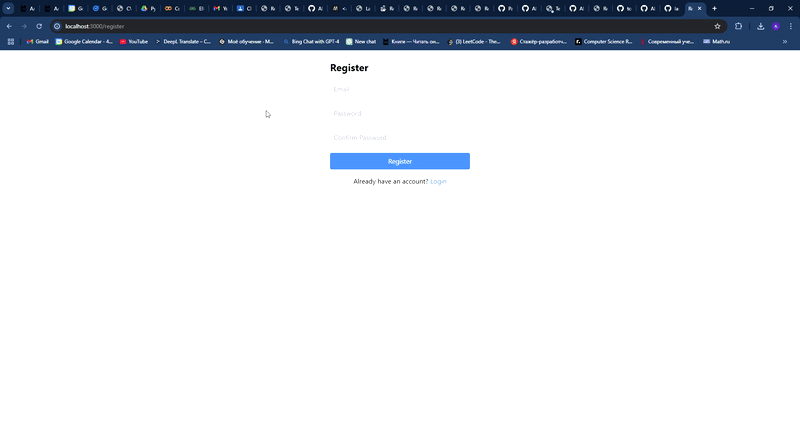 localhost:3000/register
Gmail
Google Calendar - 4...
YouTube
DeepL Translate – C...
Моё обучение - M...
Bing Chat with GPT-4
New chat
Книги — Читать он...
(3) LeetCode - The...
Стажёр-разработч...
Computer Science R...
Современный уче...
Math.ru
Register
Email
Password
Confirm Password
Register
Already have an account? Login